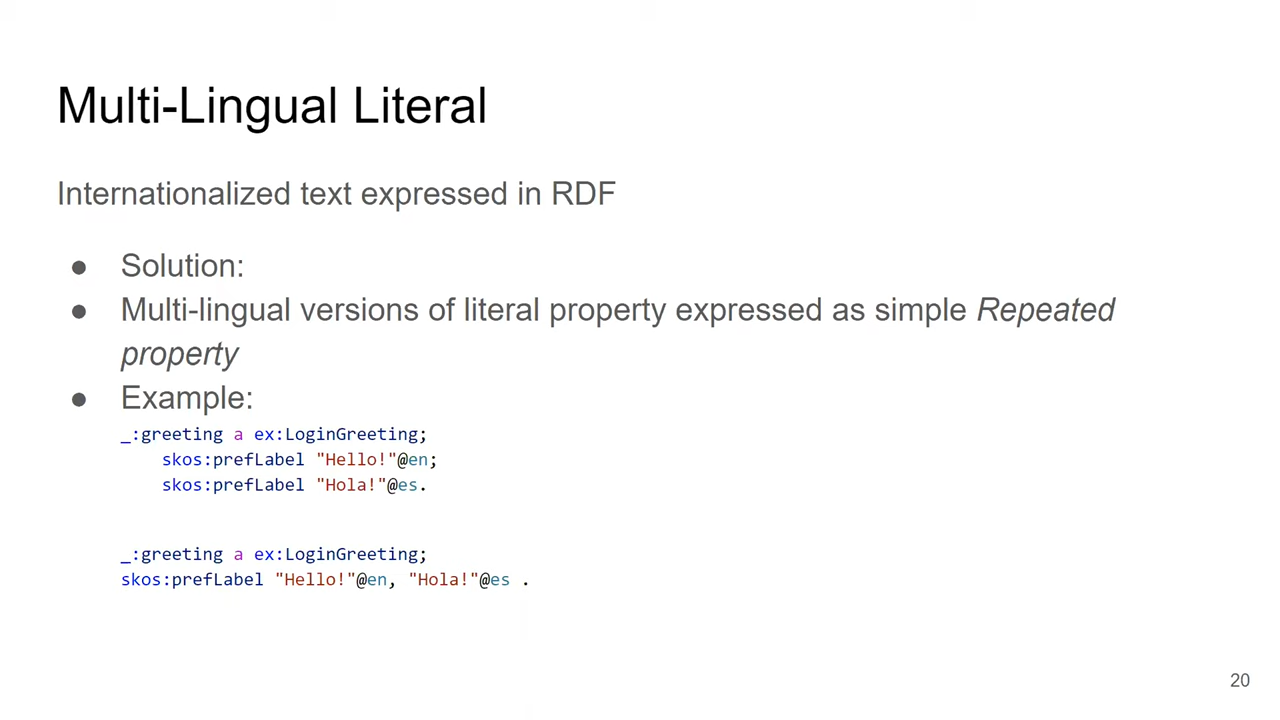 Multi-Lingual Literal
Internationalized text expressed in RDF
● Solution:
● Multi-lingual versions of literal property expressed as simple Repeated
property
● Example:
_:greeting a ex:LoginGreeting;
skos:prefLabel "Hello!"@en;
skos:prefLabel "Hola!"@es.
_:greeting a ex:LoginGreeting;
skos:prefLabel "Hello!"@en, "Hola!"@es .
20